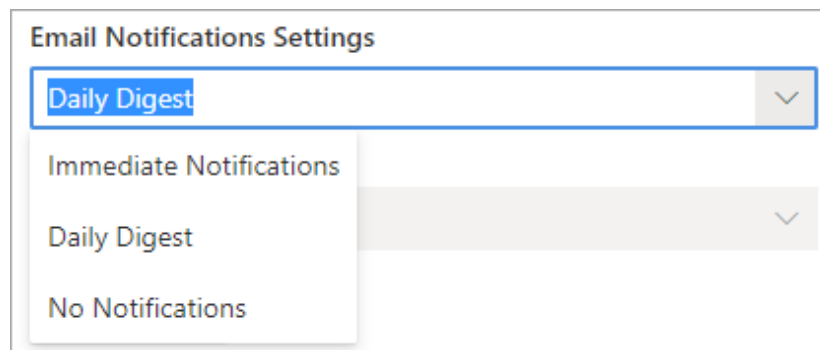 Email Notifications Settings
Daily Digest
Immediate Notifications
Daily Digest
No Notifications